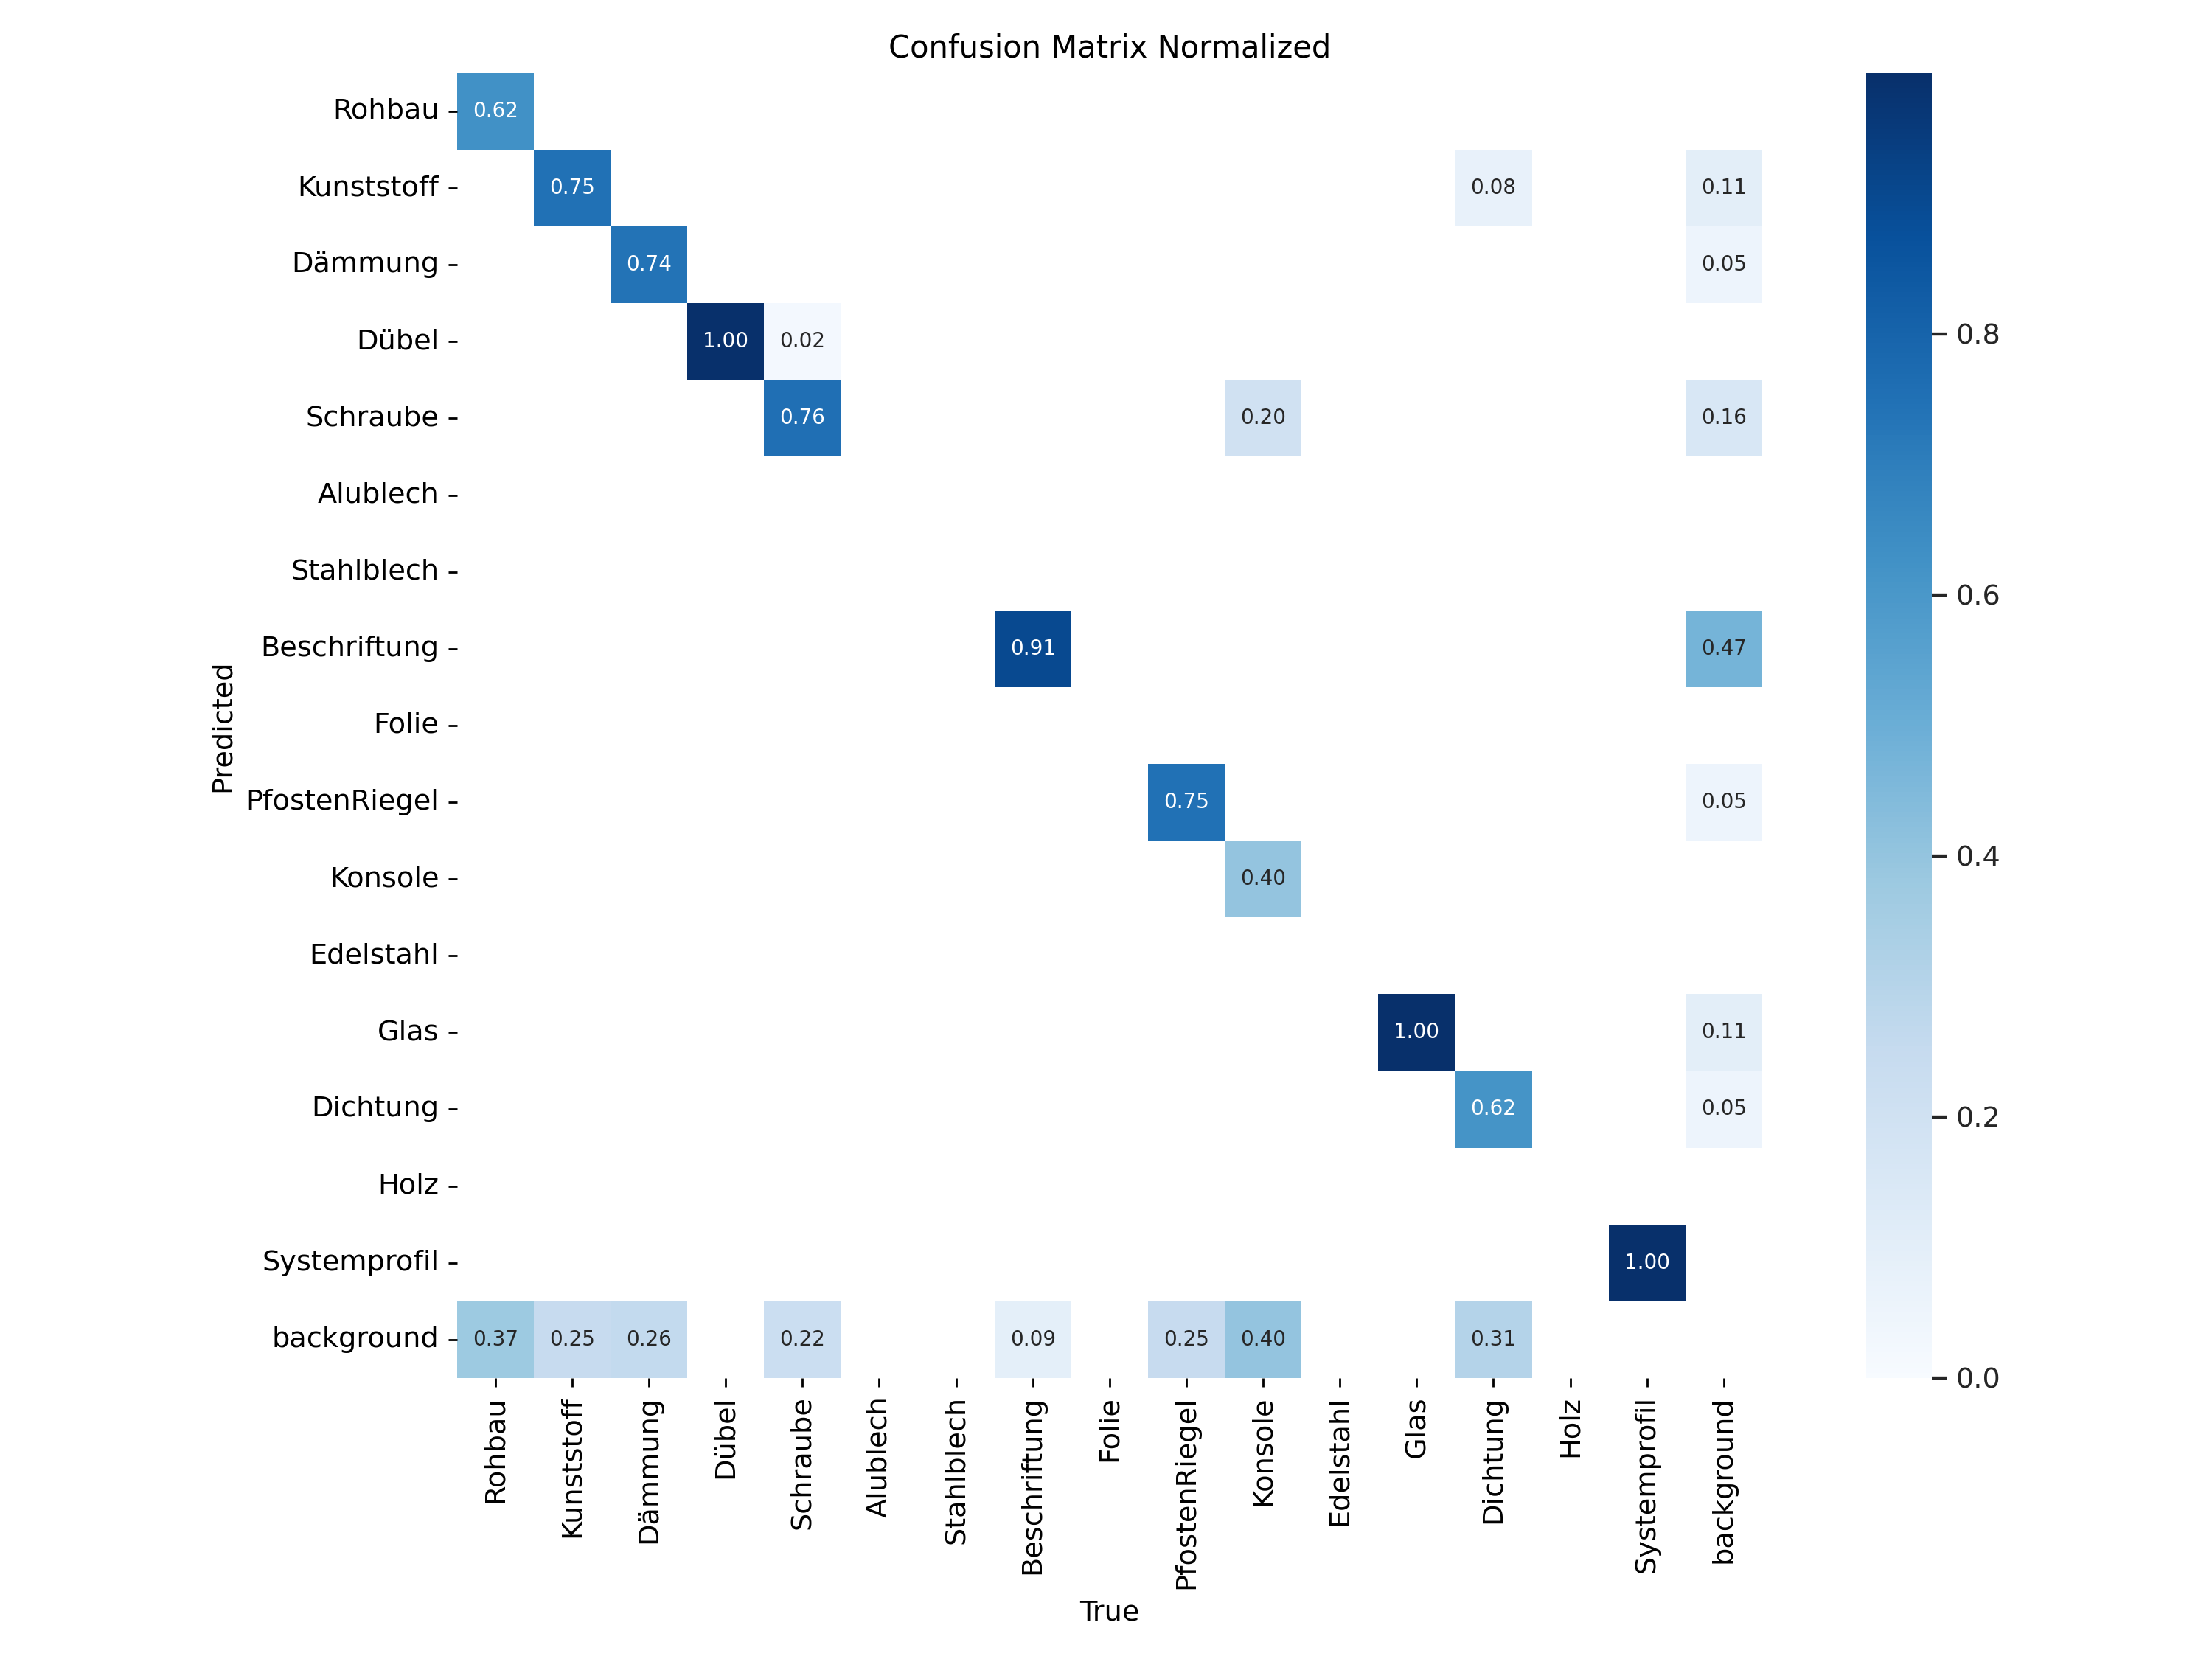 Confusion Matrix Normalized
Rohbau
0.62
Kunststoff
0.75 0.08 0.11
Dämmung
0.74 0.05
Dübel
1.00 0.02
0.8
Schraube
0.76 0.20 0.16
Alublech
Stahlblech
0.6
Beschriftung
0.91 0.47
Predicted
Folie
PfostenRiegel
0.75 0.05
0.4
Konsole
0.40
Edelstahl
Glas
1.00 0.11
Dichtung
0.62 0.05
0.2
Holz
Systemprofil
1.00
background
0.37 0.25 0.26 0.22 0.09 0.25 0.40 0.31
0.0
Rohbau
Kunststoff
Dämmung
Dübel
Schraube
Alublech
Stahlblech
Beschriftung
Folie
PfostenRiegel
Konsole
Edelstahl
Glas
Dichtung
Holz
Systemprofil
background
True